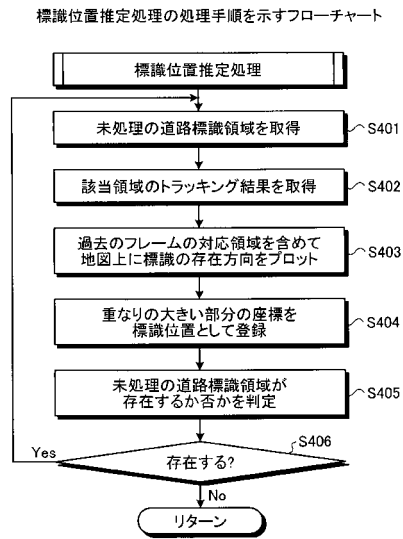 標識位置推定処理の処理手順を示すフローチャート
標識位置推定処理
未処理の道路標識領域を取得
S401
該当領域のトラッキング結果を取得
S402
過去のフレームの対応領域を含めて
地図上に標識の存在方向をプロット
S403
重なりの大きい部分の座標を
標識位置として登録
S404
未処理の道路標識領域が
存在するか否かを判定
S405
S406
存在する?
Yes
No
リターン